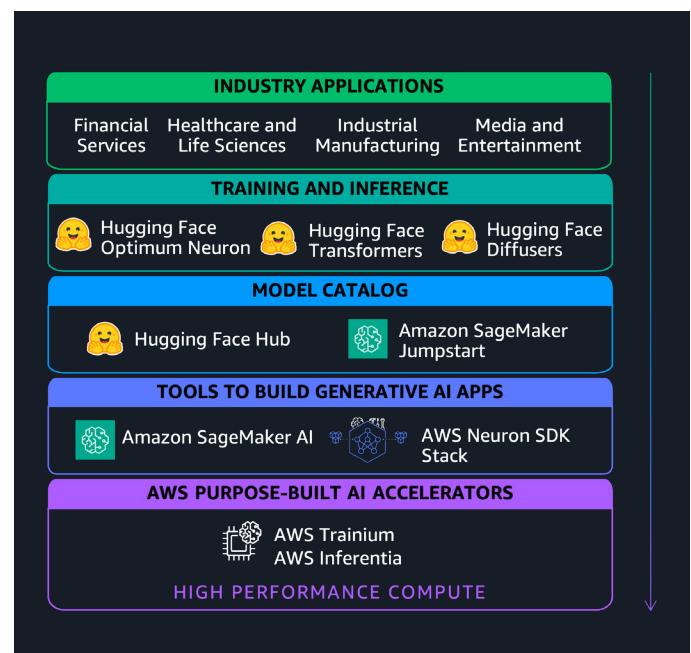 INDUSTRY APPLICATIONS
Financial Services
Healthcare and Life Sciences
Industrial Manufacturing
Media and Entertainment
TRAINING AND INFERENCE
Hugging Face Optimum Neuron
Hugging Face Transformers
Hugging Face Diffusers
MODEL CATALOG
Hugging Face Hub
Amazon SageMaker Jumpstart
TOOLS TO BUILD GENERATIVE AI APPS
Amazon SageMaker AI
AWS Neuron SDK Stack
AWS PURPOSE-BUILT AI ACCELERATORS
AWS Trainium
AWS Inferentia
HIGH PERFORMANCE COMPUTE